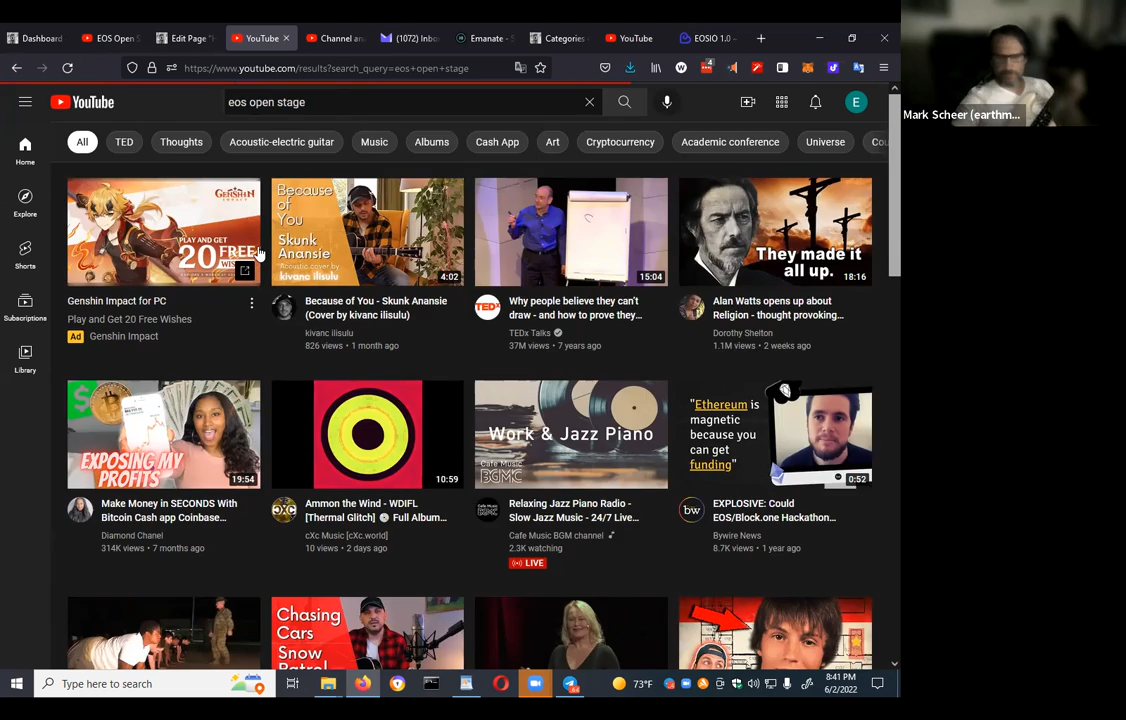 Dashboard
EOS Open S
Edit Page "H
YouTube
Channel an
(1072) Inbo
Emanate - S
Categories
YouTube
EOSIO 1.0 –
https://www.youtube.com/results?search_query=eos+open+stage
4
YouTube
eos open stage
E
Home
Explore
Shorts
Subscriptions
Library
All
TED
Thoughts
Acoustic-electric guitar
Music
Albums
Cash App
Art
Cryptocurrency
Academic conference
Universe
Cou
GENSHIN
IMPACT
PLAY AND GET
20 FREE
Genshin Impact for PC
Play and Get 20 Free Wishes
Ad Genshin Impact
Because
of
You
Skunk
Anansie
Acoustic cover by
kivanc ilisulu
4:02
Because of You - Skunk Anansie
(Cover by kivanc ilisulu)
kivanc ilisulu
826 views • 1 month ago
15:04
TEDx
Why people believe they can't
draw - and how to prove they...
TEDx Talks
37M views • 7 years ago
They made it
all up.
18:16
Alan Watts opens up about
Religion - thought provoking...
Dorothy Shelton
1.1M views • 2 weeks ago
EXPOSING MY
PROFITS
19:54
Make Money in SECONDS With
Bitcoin Cash app Coinbase...
Diamond Chanel
314K views • 7 months ago
10:59
cXc
Ammon the Wind - WDIFL
[Thermal Glitch] Full Album...
cXc Music [cXc.world]
10 views • 2 days ago
Work & Jazz Piano
Cafe Music
BGMC
Relaxing Jazz Piano Radio -
Slow Jazz Music - 24/7 Live...
Cafe Music BGM channel
2.3K watching
LIVE
"Ethereum is
magnetic
because you
can get
funding"
0:52
bw
EXPLOSIVE: Could
EOS/Block.one Hackathon...
Bywire News
8.7K views • 1 year ago
Chasing
Cars
Snow
Patrol
Type here to search
73°F
8:41 PM
6/2/2022
Mark Scheer (earthm...